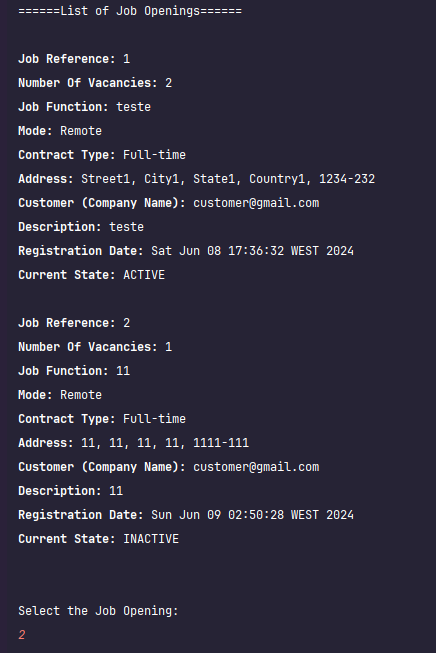 ======List of Job Openings======
Job Reference: 1
Number Of Vacancies: 2
Job Function: teste
Mode: Remote
Contract Type: Full-time
Address: Street1, City1, State1, Country1, 1234-232
Customer (Company Name): customer@gmail.com
Description: teste
Registration Date: Sat Jun 08 17:36:32 WEST 2024
Current State: ACTIVE
Job Reference: 2
Number Of Vacancies: 1
Job Function: 11
Mode: Remote
Contract Type: Full-time
Address: 11, 11, 11, 11, 1111-111
Customer (Company Name): customer@gmail.com
Description: 11
Registration Date: Sun Jun 09 02:50:28 WEST 2024
Current State: INACTIVE
Select the Job Opening:
2